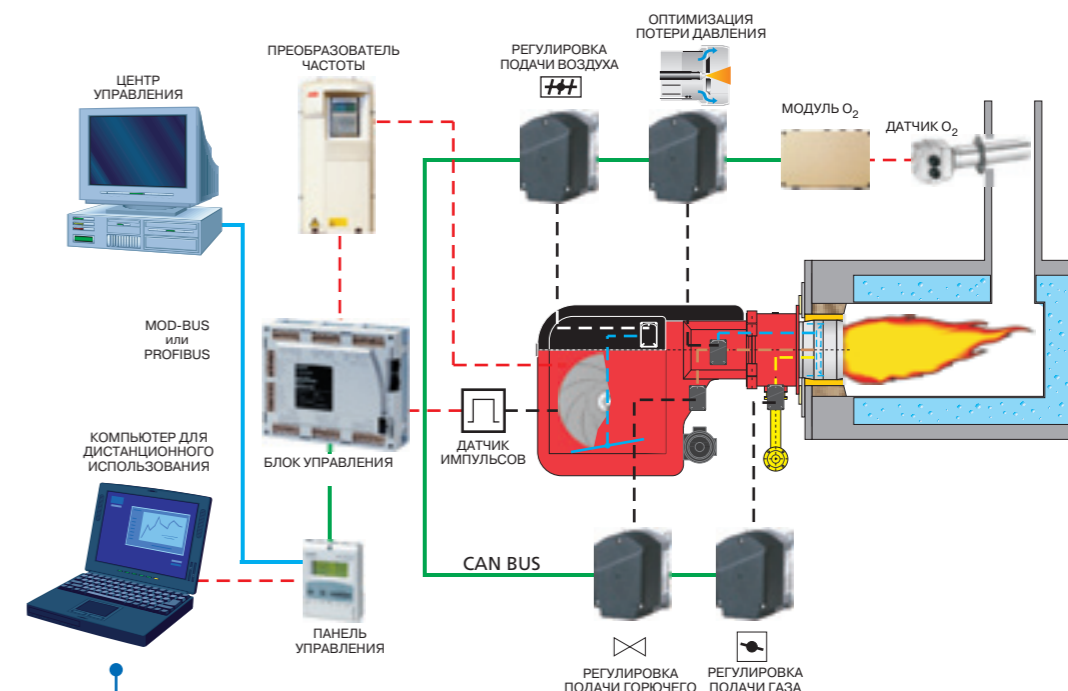 ОПТИМИЗАЦИЯ
ПОТЕРИ ДАВЛЕНИЯ
ПРЕОБРАЗОВАТЕЛЬ
ЧАСТОТЫ
РЕГУЛИРОВКА
ПОДАЧИ ВОЗДУХА
ЦЕНТР
УПРАВЛЕНИЯ
МОДУЛЬ O2
ДАТЧИК O2
MOD-BUS
или
PROFIBUS
КОМПЬЮТЕР ДЛЯ
ДИСТАНЦИОННОГО
ИСПОЛЬЗОВАНИЯ
БЛОК УПРАВЛЕНИЯ
ДАТЧИК
ИМПУЛЬСОВ
CAN BUS
ПАНЕЛЬ
УПРАВЛЕНИЯ
РЕГУЛИРОВКА
ПОДАЧИ ГОРЮЧЕГО
РЕГУЛИРОВКА
ПОДАЧИ ГАЗА